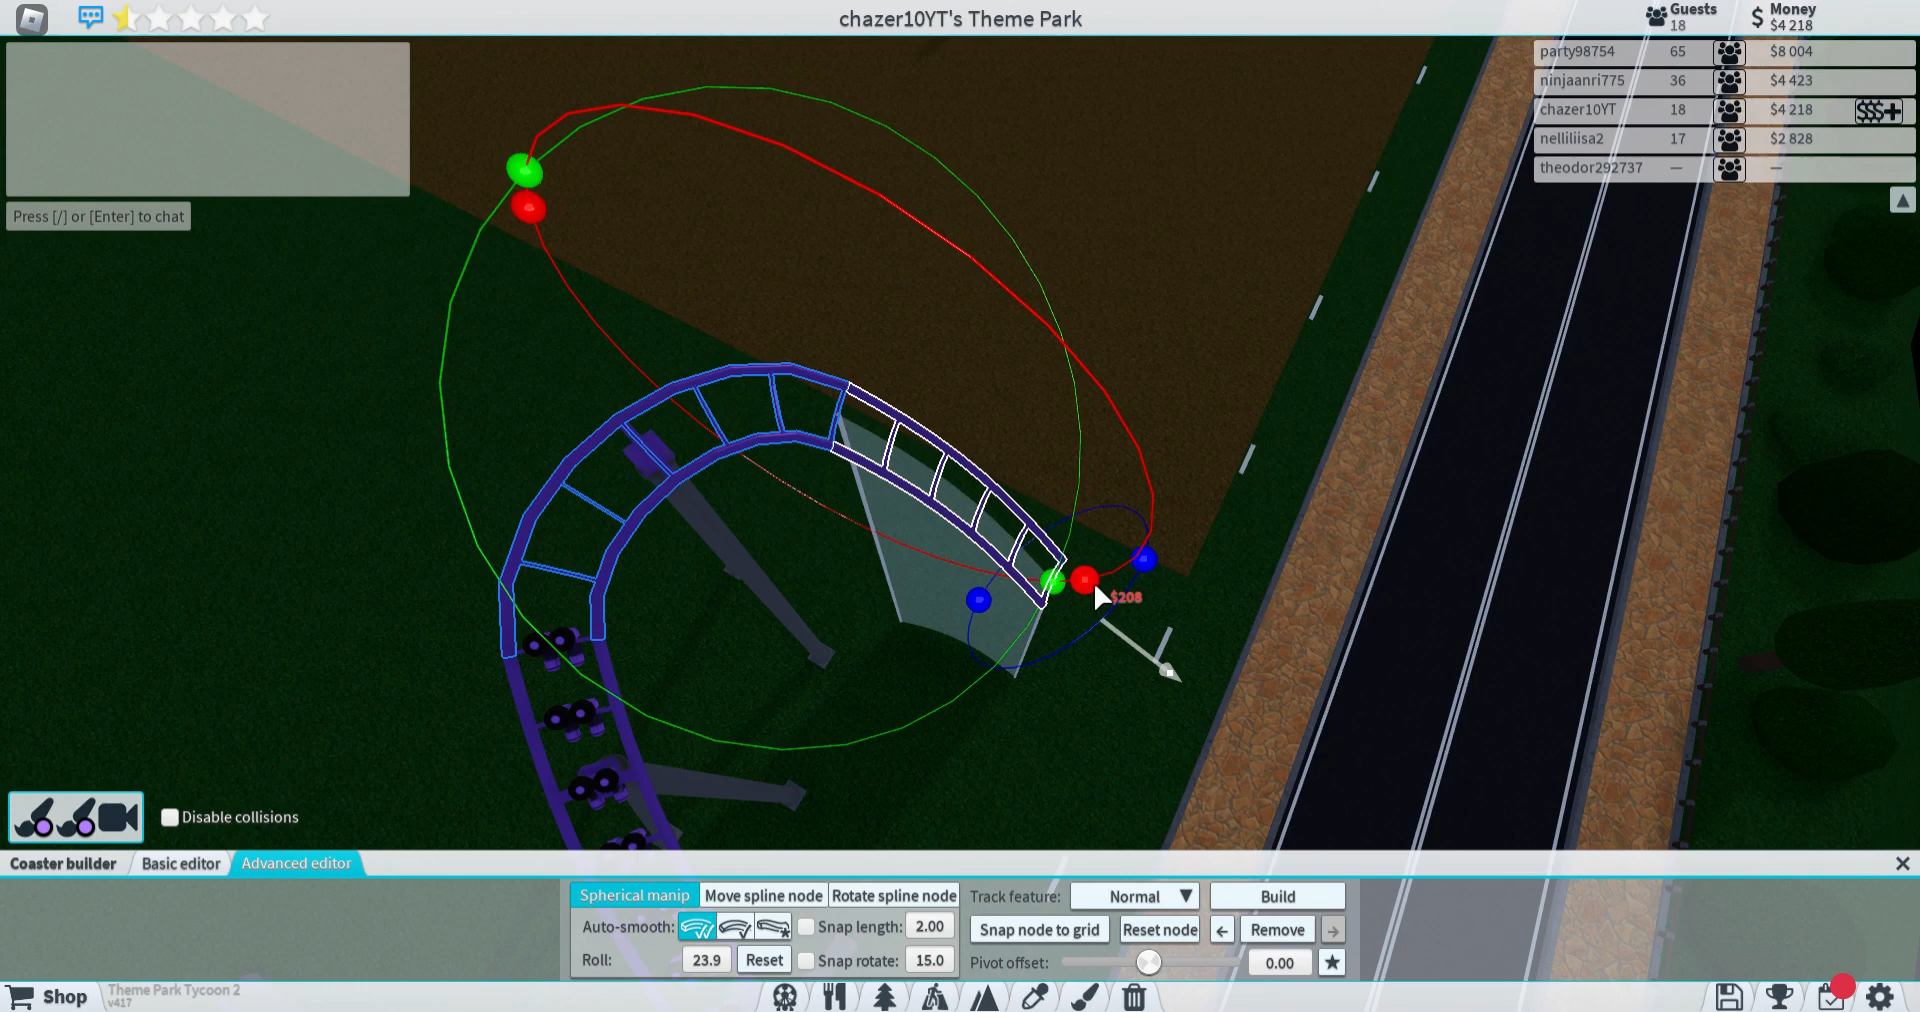 chazer10YT's Theme Park
Guests
18
Money
$4 218
party98754 65 $8 004
ninjaanri775 36 $4 423
chazer10YT 18 $4 218 $$$+
nelliliisa2 17 $2 828
theodor292737 — —
Press [/] or [Enter] to chat
$208
Disable collisions
Coaster builder Basic editor Advanced editor
Spherical manip Move spline node Rotate spline node
Auto-smooth: Snap length: 2.00
Roll: 23.9 Reset Snap rotate: 15.0
Track feature: Normal Build
Snap node to grid Reset node Remove
Pivot offset: 0.00
Shop
Theme Park Tycoon 2
v417